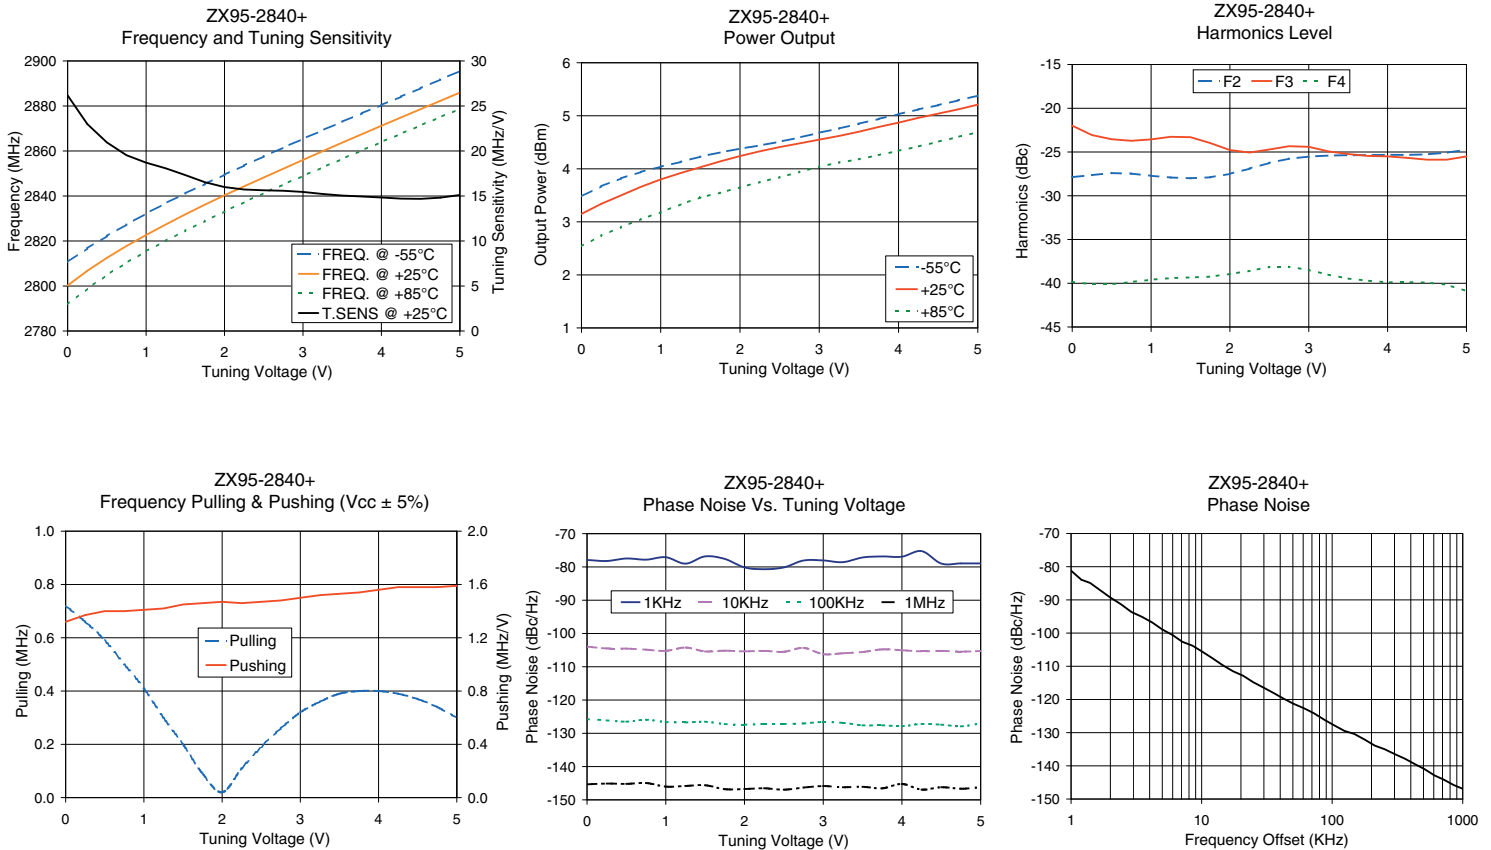 ZX95-2840+
Frequency and Tuning Sensitivity
2900
2880
2860
2840
2820
2800
2780
Frequency (MHz)
30
25
20
15
10
5
0
Tuning Sensitivity (MHz/V)
FREQ. @ -55°C
FREQ. @ +25°C
FREQ. @ +85°C
T.SENS @ +25°C
0 1 2 3 4 5
Tuning Voltage (V)
ZX95-2840+
Power Output
6
5
4
3
2
1
Output Power (dBm)
-55°C
+25°C
+85°C
0 1 2 3 4 5
Tuning Voltage (V)
ZX95-2840+
Harmonics Level
-15
-20
-25
-30
-35
-40
-45
Harmonics (dBc)
F2 F3 F4
0 1 2 3 4 5
Tuning Voltage (V)
ZX95-2840+
Frequency Pulling & Pushing (Vcc ± 5%)
1.0
0.8
0.6
0.4
0.2
0.0
Pulling (MHz)
2.0
1.6
1.2
0.8
0.4
0.0
Pushing (MHz/V)
Pulling
Pushing
0 1 2 3 4 5
Tuning Voltage (V)
ZX95-2840+
Phase Noise Vs. Tuning Voltage
-70
-80
-90
-100
-110
-120
-130
-140
-150
Phase Noise (dBc/Hz)
1KHz 10KHz 100KHz 1MHz
0 1 2 3 4 5
Tuning Voltage (V)
ZX95-2840+
Phase Noise
-70
-80
-90
-100
-110
-120
-130
-140
-150
Phase Noise (dBc/Hz)
1 10 100 1000
Frequency Offset (KHz)